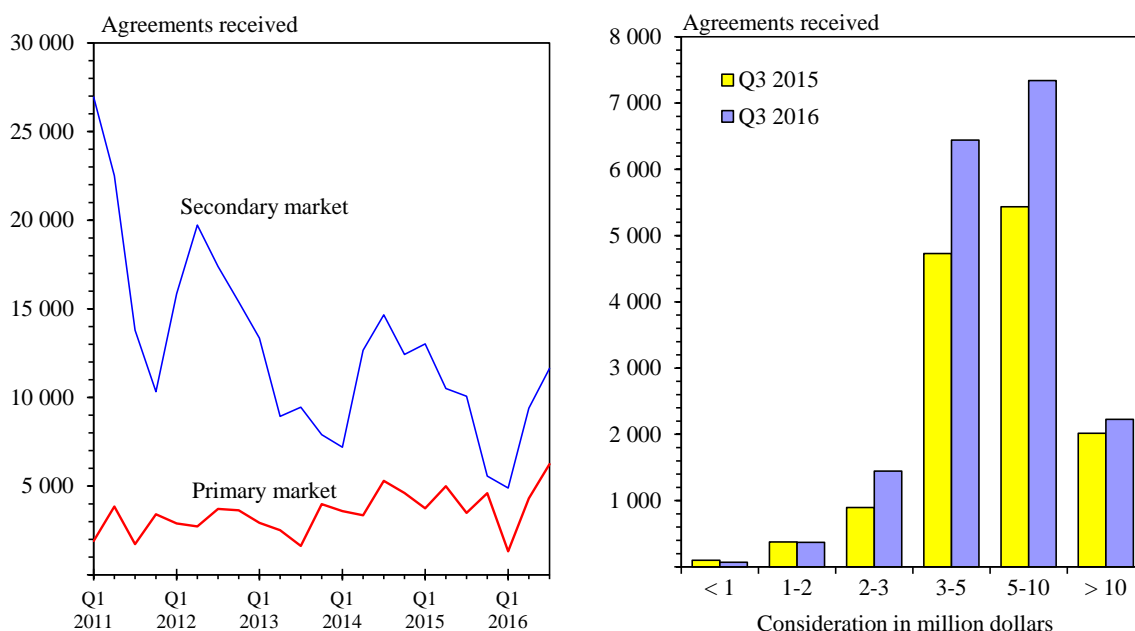 Agreements received
30 000
25 000
20 000
15 000
10 000
5 000
Secondary market
Primary market
Q1 Q1 Q1 Q1 Q1 Q1
2011 2012 2013 2014 2015 2016
Agreements received
8 000
7 000
6 000
5 000
4 000
3 000
2 000
1 000
Q3 2015
Q3 2016
< 1 1-2 2-3 3-5 5-10 > 10
Consideration in million dollars